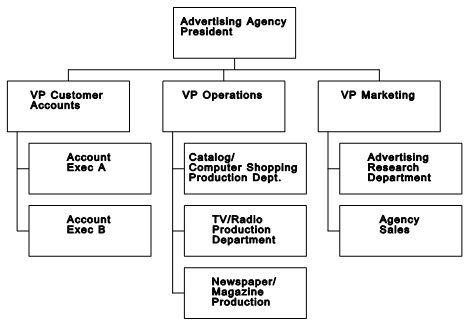 Advertising Agency
President
VP Customer
Accounts
VP Operations
VP Marketing
Account
Exec A
Catalog/
Computer Shopping
Production Dept.
Advertising
Research
Department
Account
Exec B
TV/Radio
Production
Department
Agency
Sales
Newspaper/
Magazine
Production